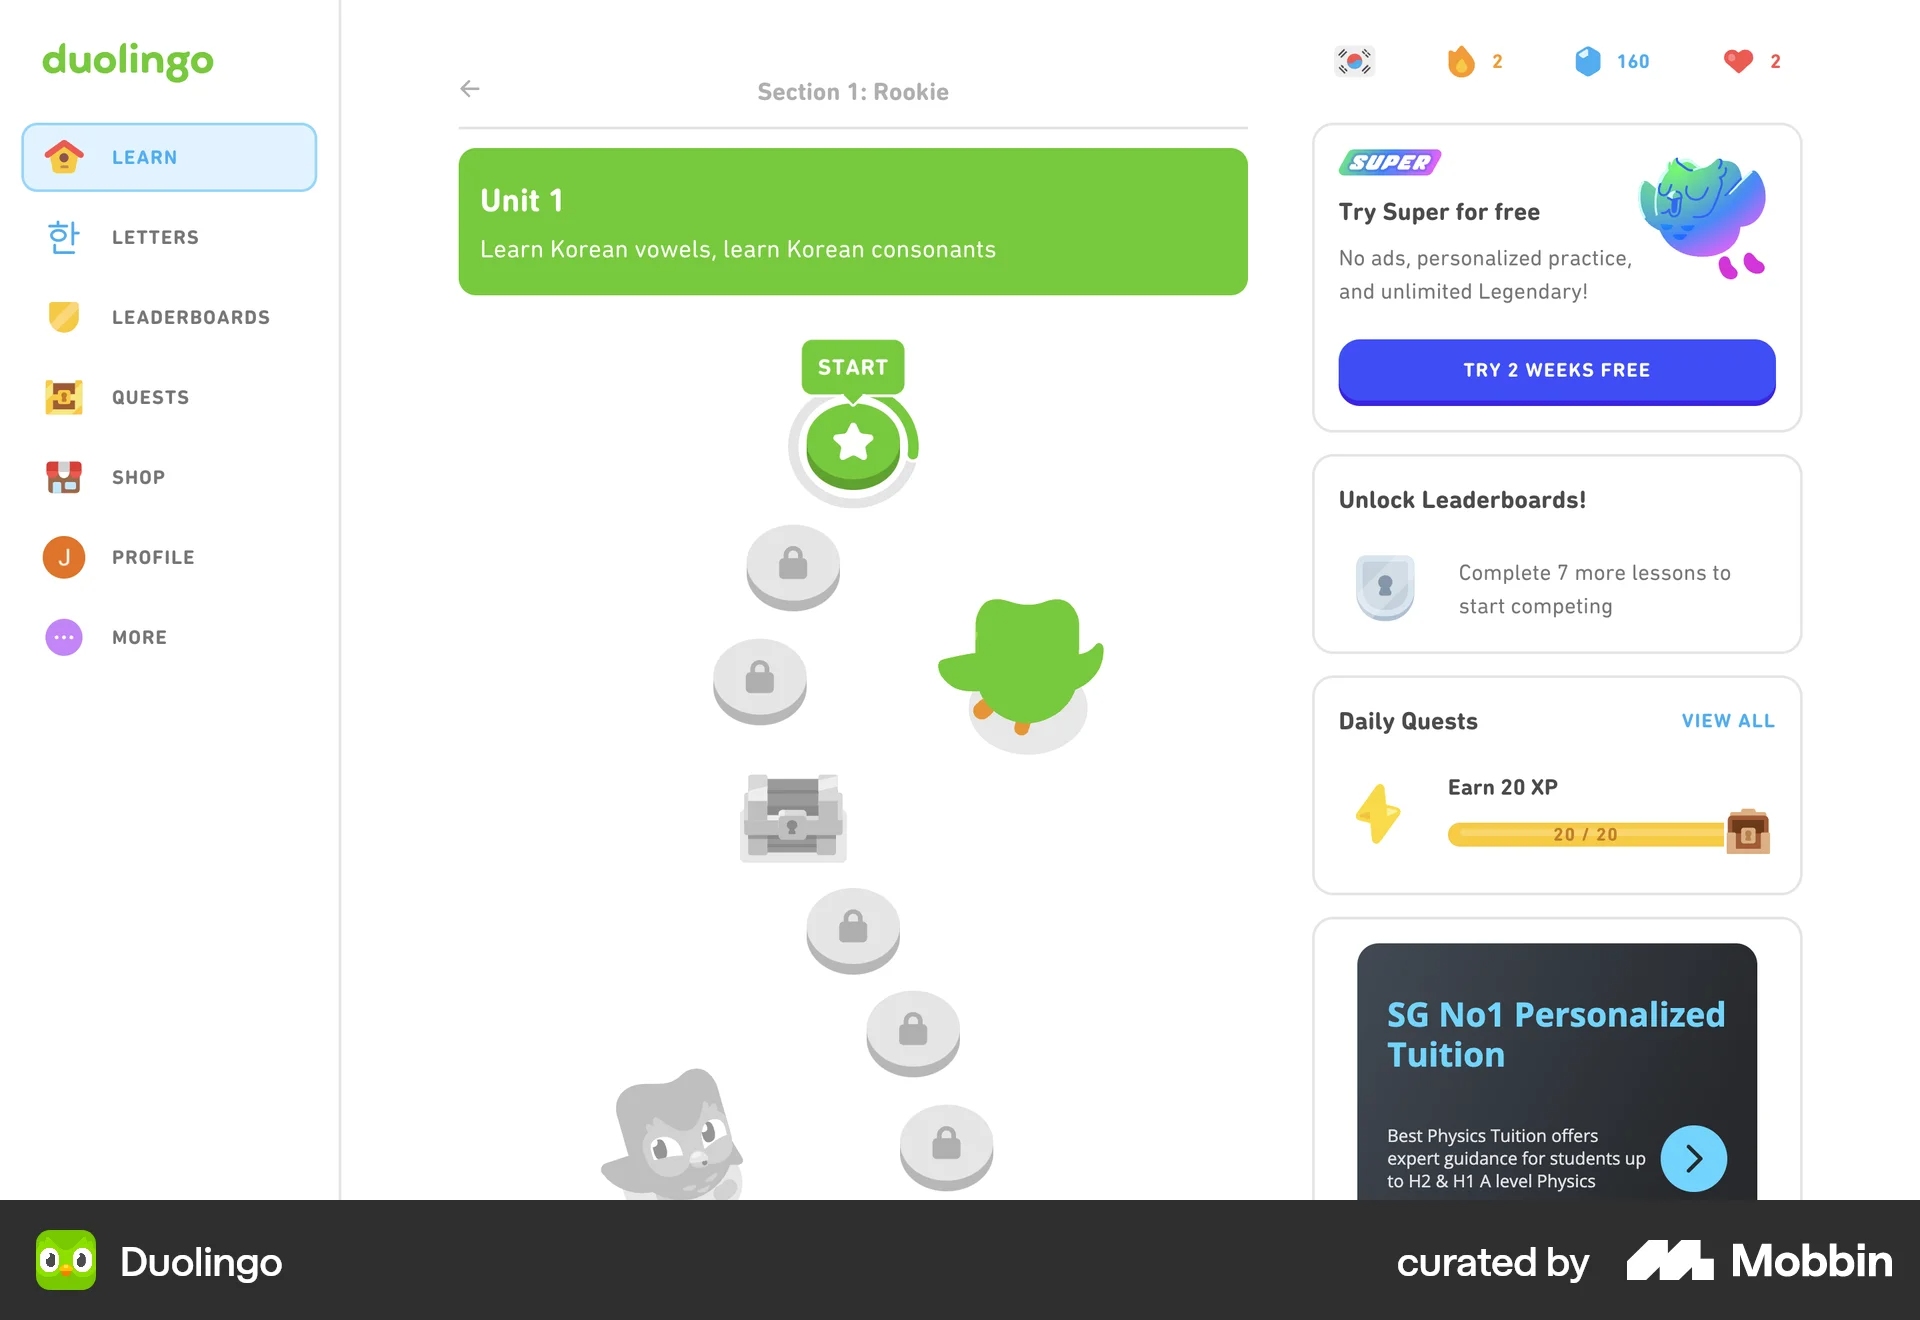 duolingo
LEARN
한
LETTERS
LEADERBOARDS
QUESTS
SHOP
J
PROFILE
MORE
Section 1: Rookie
Unit 1
Learn Korean vowels, learn Korean consonants
START
2
160
2
SUPER
Try Super for free
No ads, personalized practice,
and unlimited Legendary!
TRY 2 WEEKS FREE
Unlock Leaderboards!
Complete 7 more lessons to
start competing
Daily Quests
VIEW ALL
Earn 20 XP
20 / 20
SG No1 Personalized
Tuition
Best Physics Tuition offers
expert guidance for students up
to H2 & H1 A level Physics
Duolingo
curated by
Mobbin